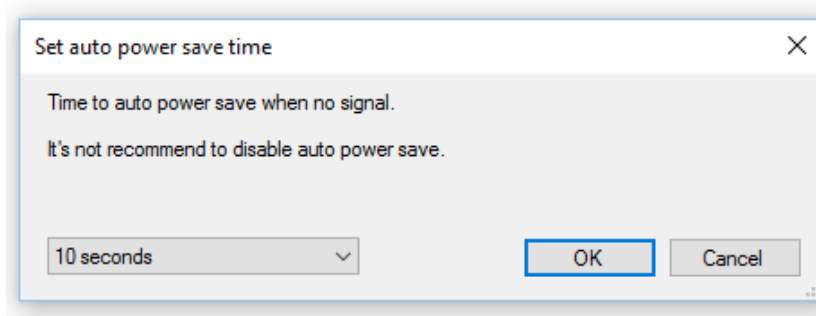 Set auto power save time
Time to auto power save when no signal.
It's not recommend to disable auto power save.
10 seconds
OK
Cancel